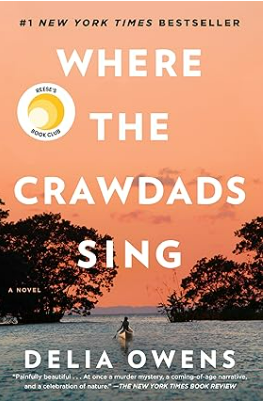 #1 NEW YORK TIMES BESTSELLER
WHERE
REESE'S
BOOK CLUB
THE
CRAWDADS
SING
A NOVEL
DELIA OWENS
"Painfully beautiful . . . At once a murder mystery, a coming-of-age narrative,
and a celebration of nature." —THE NEW YORK TIMES BOOK REVIEW